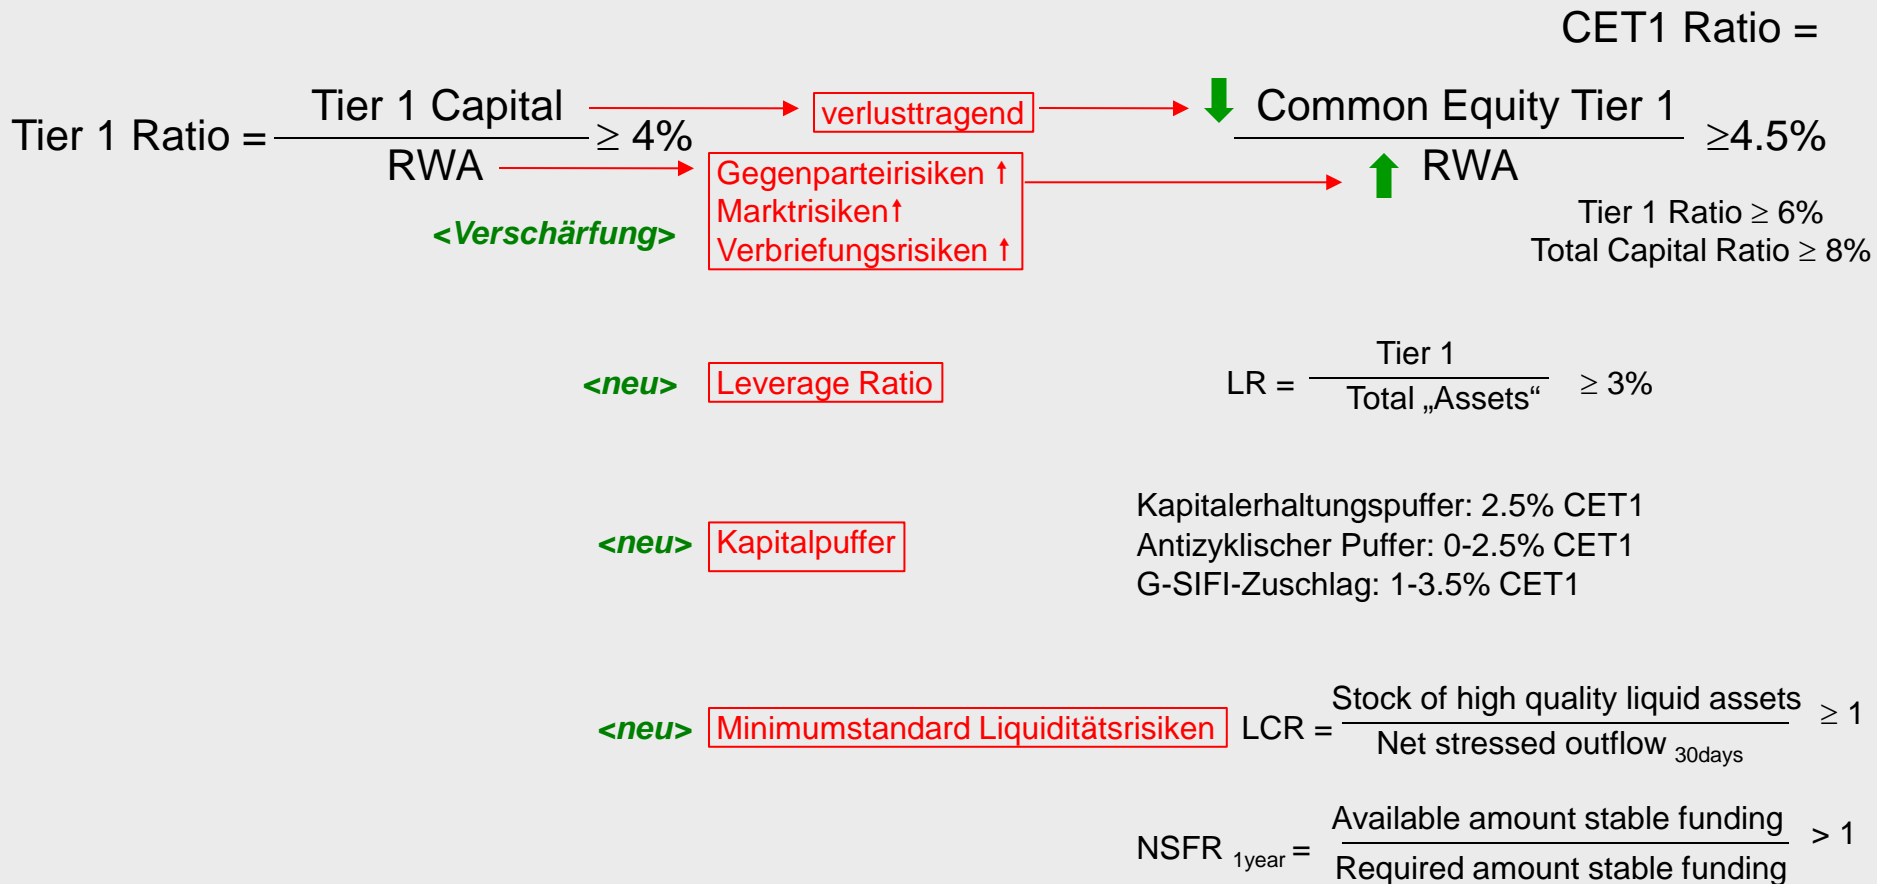 CET1 Ratio =
Tier 1 Ratio = Tier 1 Capital ≥ 4%
RWA
verlusttragend
Common Equity Tier 1 ≥4.5%
RWA
Gegenparteirisiken ↑
Marktrisiken↑
Verbriefungsrisiken ↑
<Verschärfung>
Tier 1 Ratio ≥ 6%
Total Capital Ratio ≥ 8%
<neu> Leverage Ratio
LR = Tier 1 ≥ 3%
Total „Assets“
<neu> Kapitalpuffer
Kapitalerhaltungspuffer: 2.5% CET1
Antizyklischer Puffer: 0-2.5% CET1
G-SIFI-Zuschlag: 1-3.5% CET1
<neu> Minimumstandard Liquiditätsrisiken
LCR = Stock of high quality liquid assets ≥ 1
Net stressed outflow 30days
NSFR 1year = Available amount stable funding > 1
Required amount stable funding